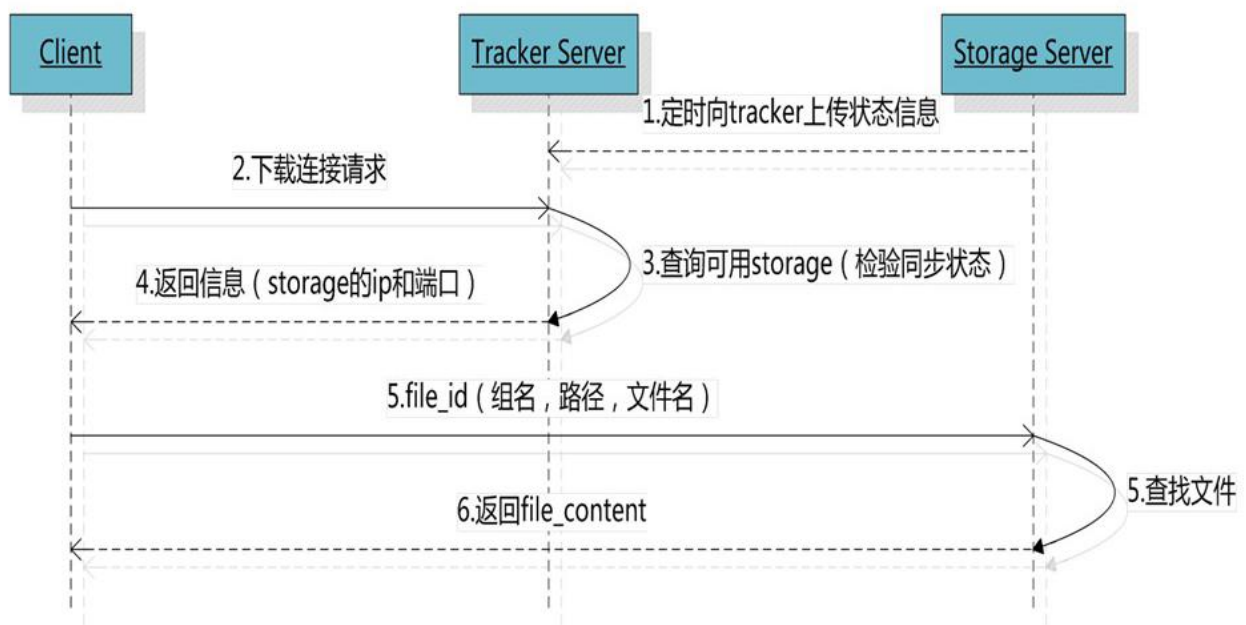 Client
Tracker Server
Storage Server
1.定时向tracker上传状态信息
2.下载连接请求
3.查询可用storage（检验同步状态）
4.返回信息（storage的ip和端口）
5.file_id（组名，路径，文件名）
5.查找文件
6.返回file_content